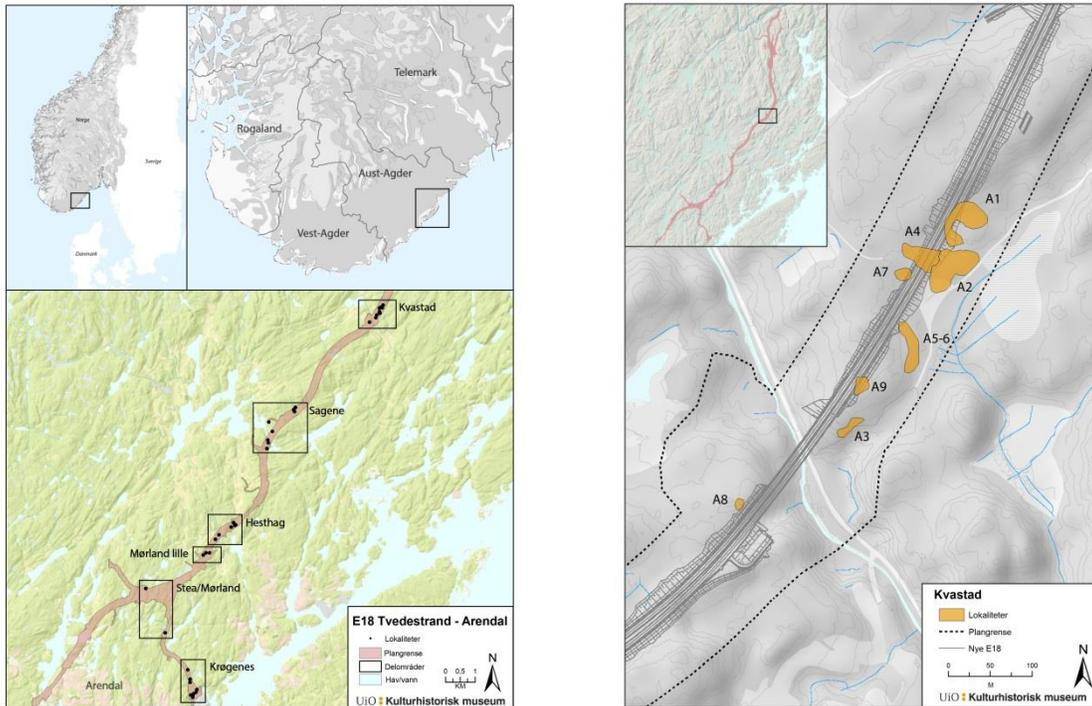 Norge
Sverige
Danmark
Telemark
Rogaland
Aust-Agder
Vest-Agder
Kvastad
Sagene
Hesthag
Mørland lille
Stea/Mørland
Krøgenes
Arendal
E18 Tvedestrand - Arendal
Lokaliteter
Plangrense
Delområder
Hav/vann
0 0,5 1
KM
N
UiO Kulturhistorisk museum
A1
A4
A7
A2
A5-6
A9
A3
A8
Kvastad
Lokaliteter
Plangrense
Nye E18
0 50 100
M
N
UiO Kulturhistorisk museum